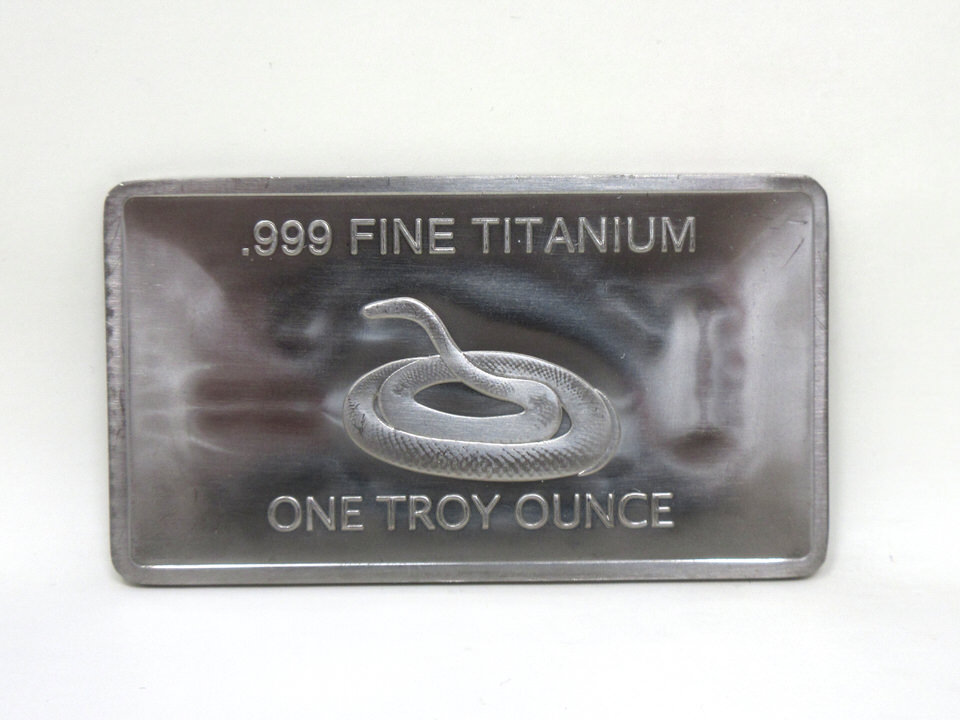 .999 FINE TITANIUM
ONE TROY OUNCE